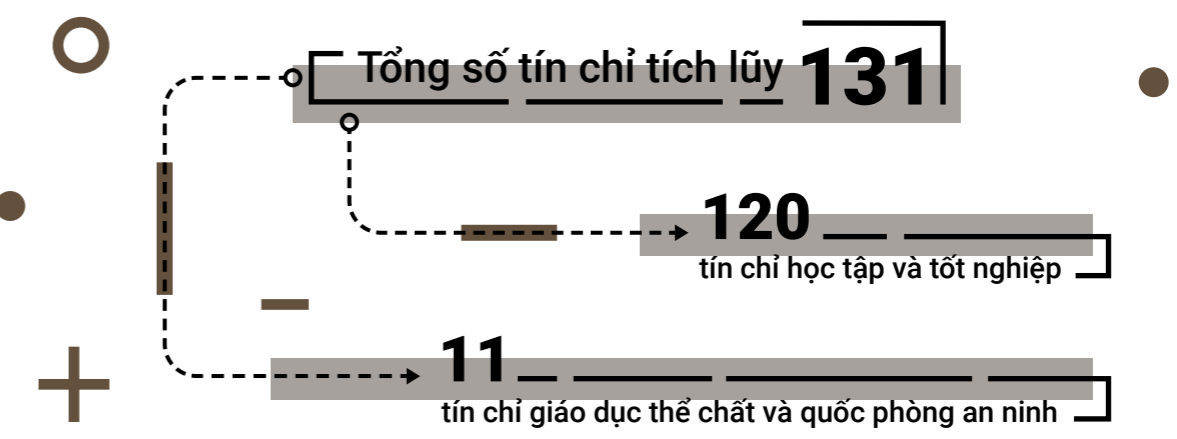 Tổng số tín chỉ tích lũy 131
120
tín chỉ học tập và tốt nghiệp
11
tín chỉ giáo dục thể chất và quốc phòng an ninh